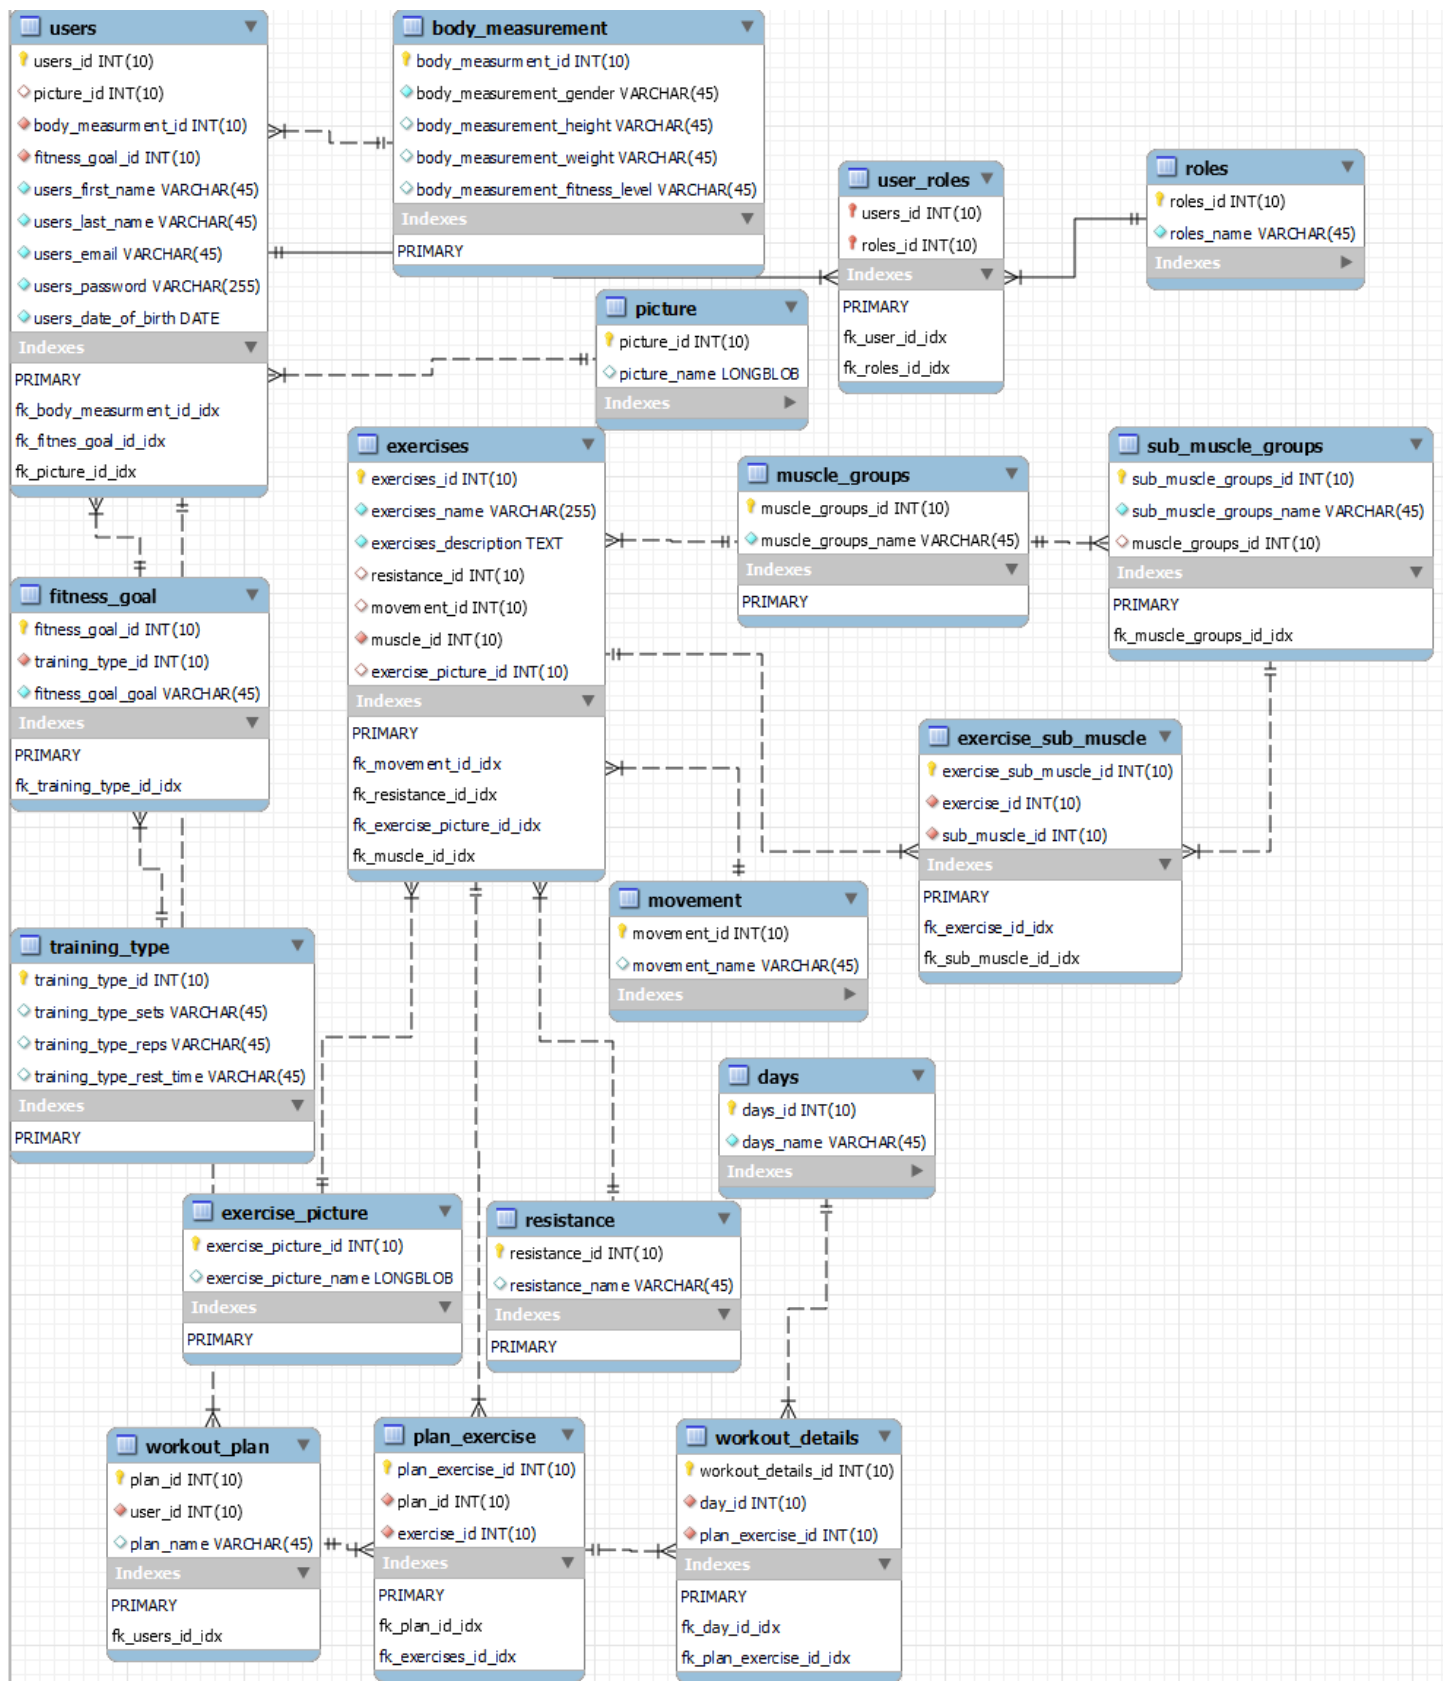 users
users_id INT(10)
picture_id INT(10)
body_measurment_id INT(10)
fitness_goal_id INT(10)
users_first_name VARCHAR(45)
users_last_name VARCHAR(45)
users_email VARCHAR(45)
users_password VARCHAR(255)
users_date_of_birth DATE
Indexes
PRIMARY
fk_body_measurment_id_idx
fk_fitnes_goal_id_idx
fk_picture_id_idx
body_measurement
body_measurment_id INT(10)
body_measurement_gender VARCHAR(45)
body_measurement_height VARCHAR(45)
body_measurement_weight VARCHAR(45)
body_measurement_fitness_level VARCHAR(45)
Indexes
PRIMARY
user_roles
users_id INT(10)
roles_id INT(10)
Indexes
PRIMARY
fk_user_id_idx
fk_roles_id_idx
roles
roles_id INT(10)
roles_name VARCHAR(45)
Indexes
picture
picture_id INT(10)
picture_name LONGBLOB
Indexes
exercises
exercises_id INT(10)
exercises_name VARCHAR(255)
exercises_description TEXT
resistance_id INT(10)
movement_id INT(10)
muscle_id INT(10)
exercise_picture_id INT(10)
Indexes
PRIMARY
fk_movement_id_idx
fk_resistance_id_idx
fk_exercise_picture_id_idx
fk_muscle_id_idx
muscle_groups
muscle_groups_id INT(10)
muscle_groups_name VARCHAR(45)
Indexes
PRIMARY
sub_muscle_groups
sub_muscle_groups_id INT(10)
sub_muscle_groups_name VARCHAR(45)
muscle_groups_id INT(10)
Indexes
PRIMARY
fk_muscle_groups_id_idx
fitness_goal
fitness_goal_id INT(10)
training_type_id INT(10)
fitness_goal_goal VARCHAR(45)
Indexes
PRIMARY
fk_training_type_id_idx
exercise_sub_muscle
exercise_sub_muscle_id INT(10)
exercise_id INT(10)
sub_muscle_id INT(10)
Indexes
PRIMARY
fk_exercise_id_idx
fk_sub_muscle_id_idx
movement
movement_id INT(10)
movement_name VARCHAR(45)
Indexes
training_type
training_type_id INT(10)
training_type_sets VARCHAR(45)
training_type_reps VARCHAR(45)
training_type_rest_time VARCHAR(45)
Indexes
PRIMARY
days
days_id INT(10)
days_name VARCHAR(45)
Indexes
exercise_picture
exercise_picture_id INT(10)
exercise_picture_name LONGBLOB
Indexes
PRIMARY
resistance
resistance_id INT(10)
resistance_name VARCHAR(45)
Indexes
PRIMARY
workout_plan
plan_id INT(10)
user_id INT(10)
plan_name VARCHAR(45)
Indexes
PRIMARY
fk_users_id_idx
plan_exercise
plan_exercise_id INT(10)
plan_id INT(10)
exercise_id INT(10)
Indexes
PRIMARY
fk_plan_id_idx
fk_exercises_id_idx
workout_details
workout_details_id INT(10)
day_id INT(10)
plan_exercise_id INT(10)
Indexes
PRIMARY
fk_day_id_idx
fk_plan_exercise_id_idx